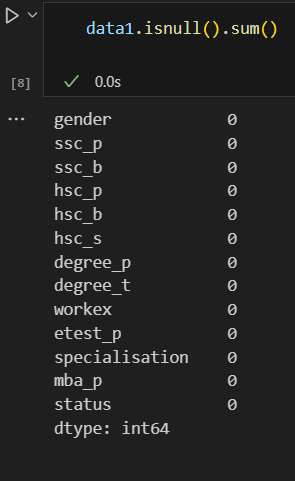 data1.isnull().sum()
[8]
0.0s
gender 0
ssc_p 0
ssc_b 0
hsc_p 0
hsc_b 0
hsc_s 0
degree_p 0
degree_t 0
workex 0
etest_p 0
specialisation 0
mba_p 0
status 0
dtype: int64